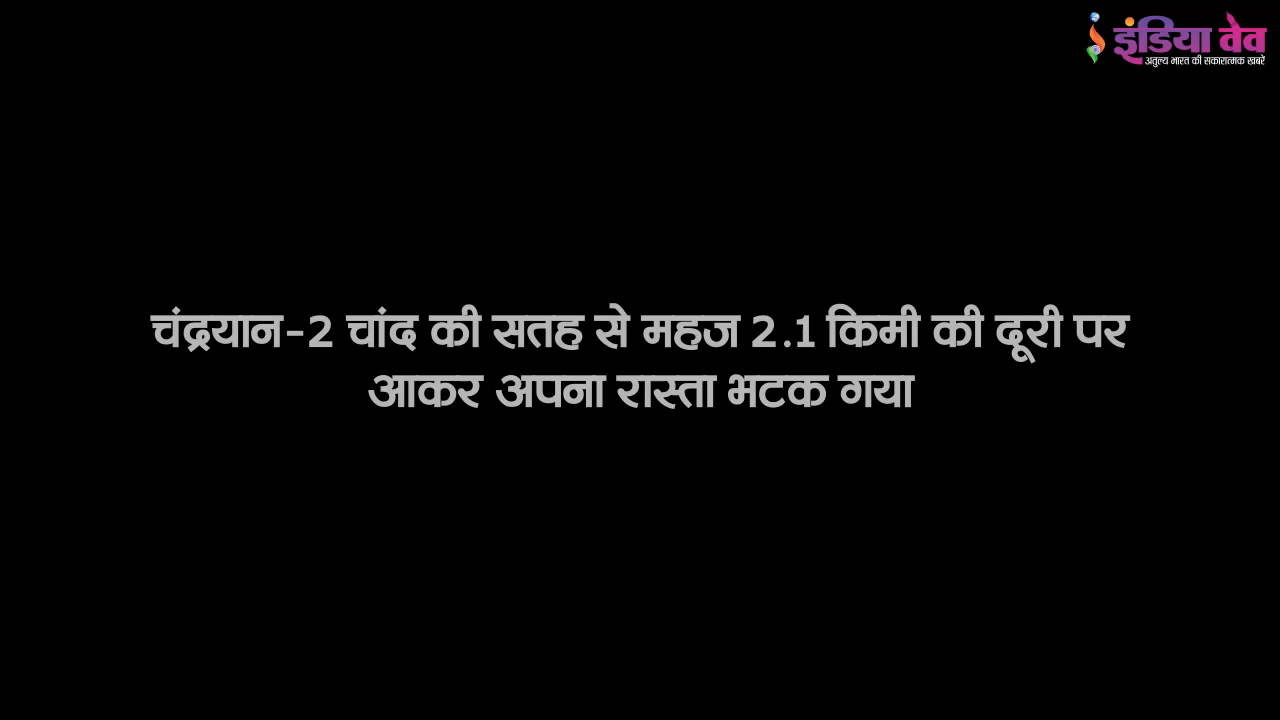 इंडिया वेव
अतुल्य भारत की सकारात्मक खबरें
चंद्रयान-2 चांद की सतह से महज 2.1 किमी की दूरी पर
आकर अपना रास्ता भटक गया